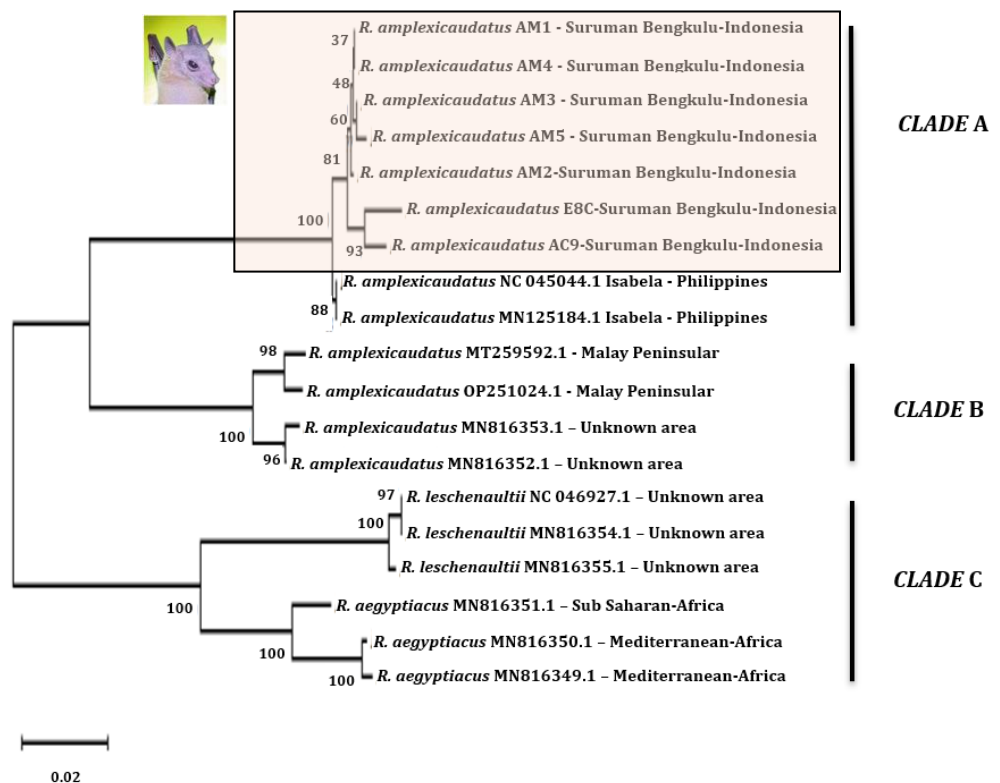 R. amplexicaudatus AM1 - Suruman Bengkulu-Indonesia
37
R. amplexicaudatus AM4 - Suruman Bengkulu-Indonesia
48
R. amplexicaudatus AM3 - Suruman Bengkulu-Indonesia
60
CLADE A
R. amplexicaudatus AM5 - Suruman Bengkulu-Indonesia
81
R. amplexicaudatus AM2-Suruman Bengkulu-Indonesia
R. amplexicaudatus E8C-Suruman Bengkulu-Indonesia
100
R. amplexicaudatus AC9-Suruman Bengkulu-Indonesia
93
R. amplexicaudatus NC 045044.1 Isabela - Philippines
88
R. amplexicaudatus MN125184.1 Isabela - Philippines
98
R. amplexicaudatus MT259592.1 - Malay Peninsular
R. amplexicaudatus OP251024.1 - Malay Peninsular
CLADE B
R. amplexicaudatus MN816353.1 – Unknown area
100
96
R. amplexicaudatus MN816352.1 – Unknown area
97
R. leschenaultii NC 046927.1 – Unknown area
100
R. leschenaultii MN816354.1 – Unknown area
R. leschenaultii MN816355.1 – Unknown area
CLADE C
100
R. aegyptiacus MN816351.1 – Sub Saharan-Africa
R. aegyptiacus MN816350.1 – Mediterranean-Africa
100
R. aegyptiacus MN816349.1 – Mediterranean-Africa
100
0.02